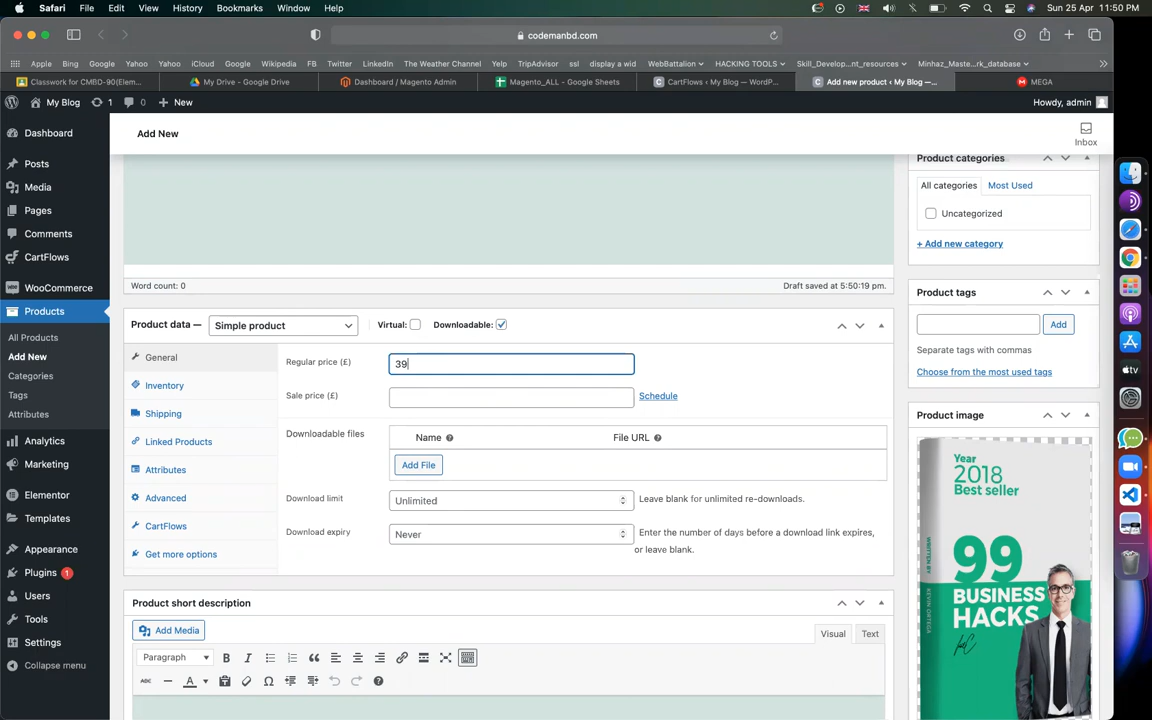 Safari File Edit View History Bookmarks Window Help Sun 25 Apr 11:50 PM
codemanbd.com
Apple Bing Google Yahoo Yahoo iCloud Google Wikipedia FB Twitter LinkedIn The Weather Channel Yelp TripAdvisor ssl display a wid WebBattalion HACKING TOOLS Skill_Develop...nt_resources Minhaz_Maste...rk_database
Classwork for CMBD-90(Elem... My Drive - Google Drive Dashboard / Magento Admin Magento_ALL - Google Sheets CartFlows ‹ My Blog — WordP... Add new product ‹ My Blog —... MEGA
My Blog 1 0 New Howdy, admin
Add New
Inbox
Dashboard
Posts
Media
Pages
Comments
CartFlows
WooCommerce
Products
All Products
Add New
Categories
Tags
Attributes
Analytics
Marketing
Elementor
Templates
Appearance
Plugins 1
Users
Tools
Settings
Collapse menu
Word count: 0 Draft saved at 5:50:19 pm.
Product data — Simple product Virtual: Downloadable:
General
Inventory
Shipping
Linked Products
Attributes
Advanced
CartFlows
Get more options
Regular price (£) 39
Sale price (£) Schedule
Downloadable files Name ? File URL ?
Add File
Download limit Unlimited Leave blank for unlimited re-downloads.
Download expiry Never Enter the number of days before a download link expires,
or leave blank.
Product short description
Add Media Visual Text
Paragraph B I
ABC A Ω ?
Product categories
All categories Most Used
Uncategorized
+ Add new category
Product tags
Add
Separate tags with commas
Choose from the most used tags
Product image
Year
2018
Best seller
99
BUSINESS
HACKS
WRITTEN BY
KEVIN ORTEGA
tv